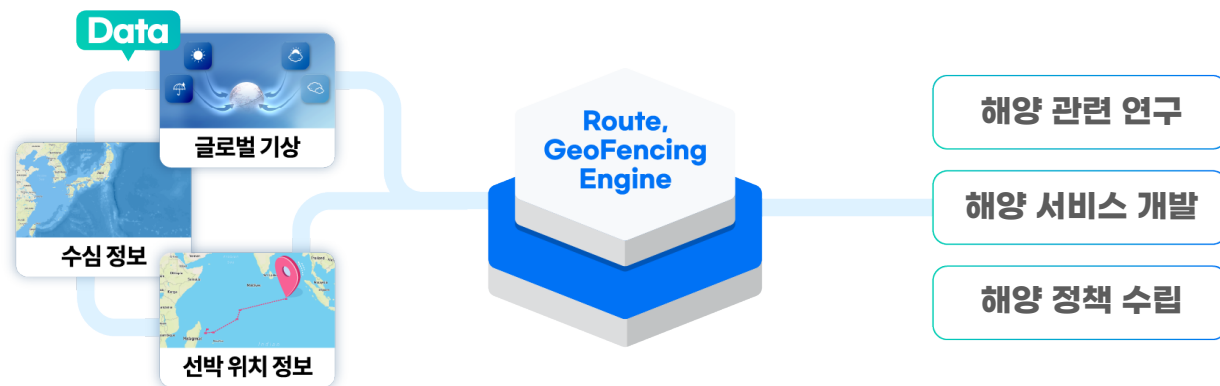 Data
글로벌 기상
수심 정보
선박 위치 정보
Route,
GeoFencing
Engine
해양 관련 연구
해양 서비스 개발
해양 정책 수립